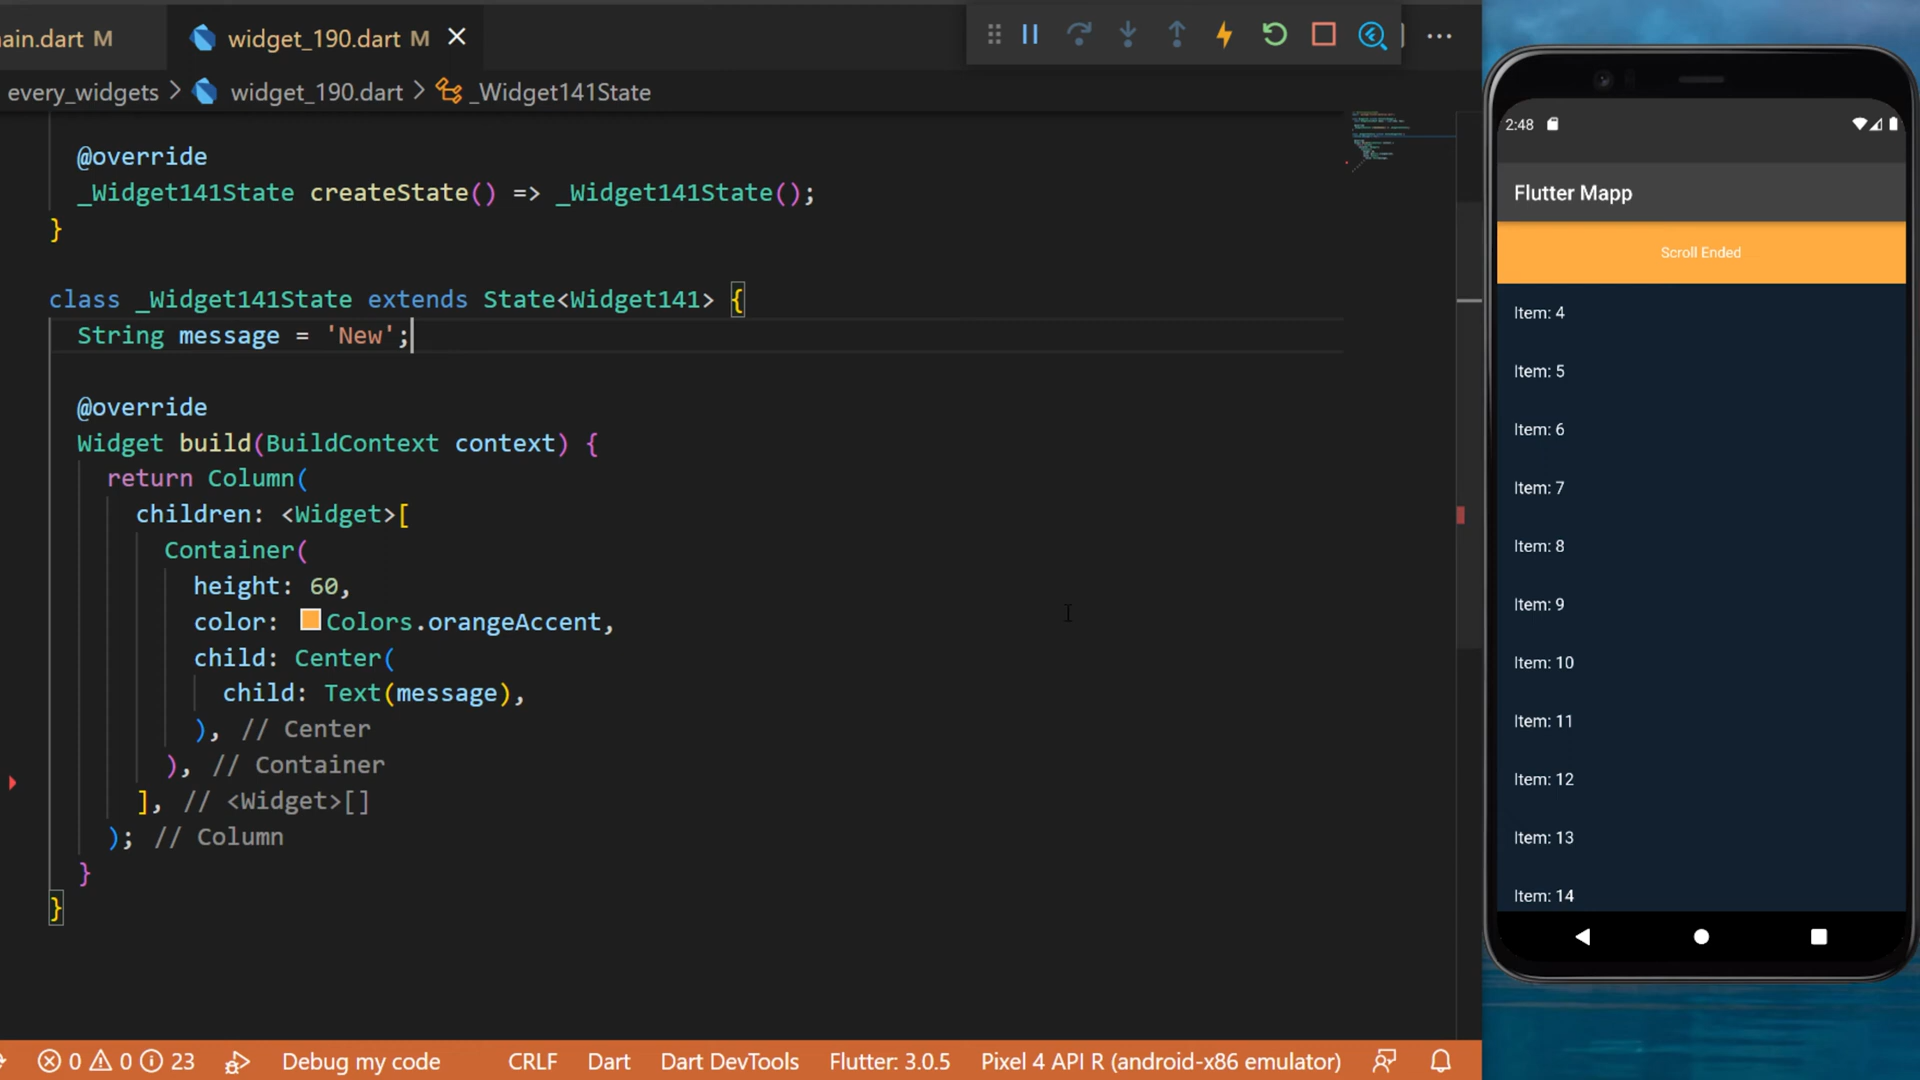 ain.dart M
widget_190.dart M
every_widgets > widget_190.dart > _Widget141State
@override
_Widget141State createState() => _Widget141State();
}
class _Widget141State extends State<Widget141> {
String message = 'New';
@override
Widget build(BuildContext context) {
return Column(
children: <Widget>[
Container(
height: 60,
color: Colors.orangeAccent,
child: Center(
child: Text(message),
), // Center
), // Container
], // <Widget>[]
); // Column
}
}
0 0 23 Debug my code CRLF Dart Dart DevTools Flutter: 3.0.5 Pixel 4 API R (android-x86 emulator)
2:48
Flutter Mapp
Scroll Ended
Item: 4
Item: 5
Item: 6
Item: 7
Item: 8
Item: 9
Item: 10
Item: 11
Item: 12
Item: 13
Item: 14